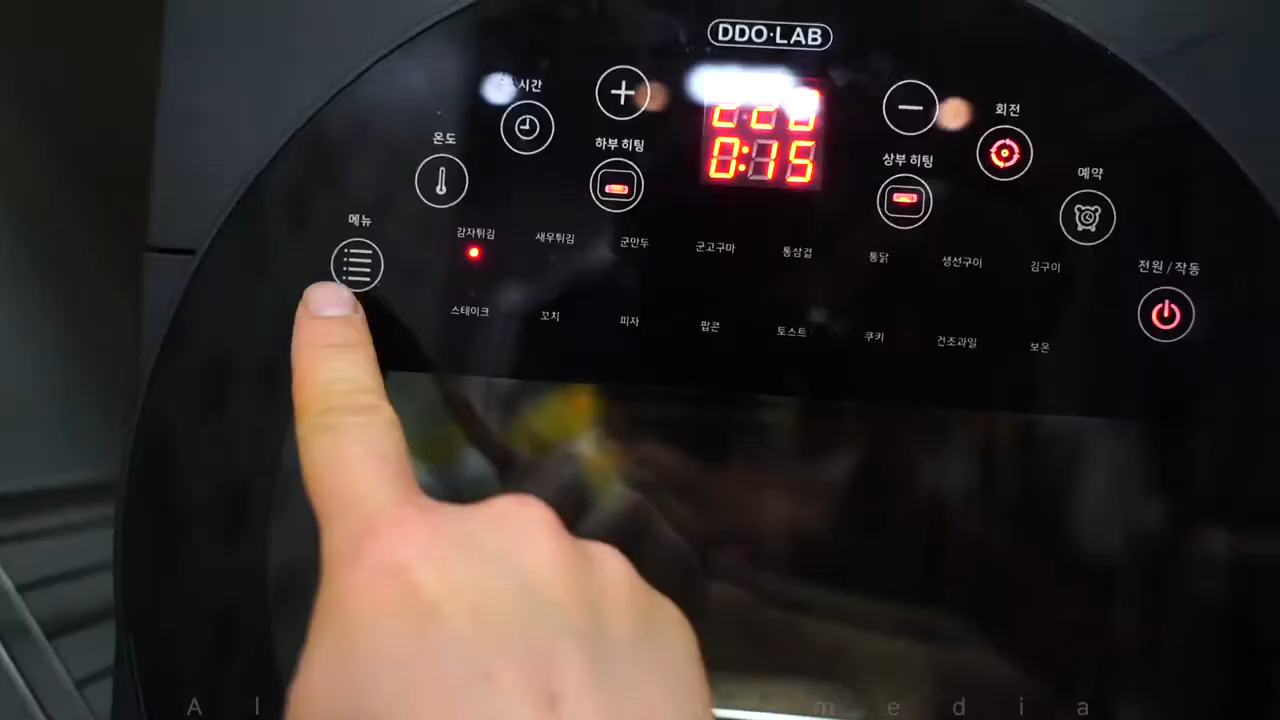 DDO·LAB
시간
회전
온도
하부 히팅
상부 히팅
예약
0:15
메뉴
감자튀김 새우튀김 군만두 군고구마 통삼겹 통닭 생선구이 김구이
전원 / 작동
스테이크 꼬치 피자 팝콘 토스트 쿠키 건조과일 보온
A l
m e d i a